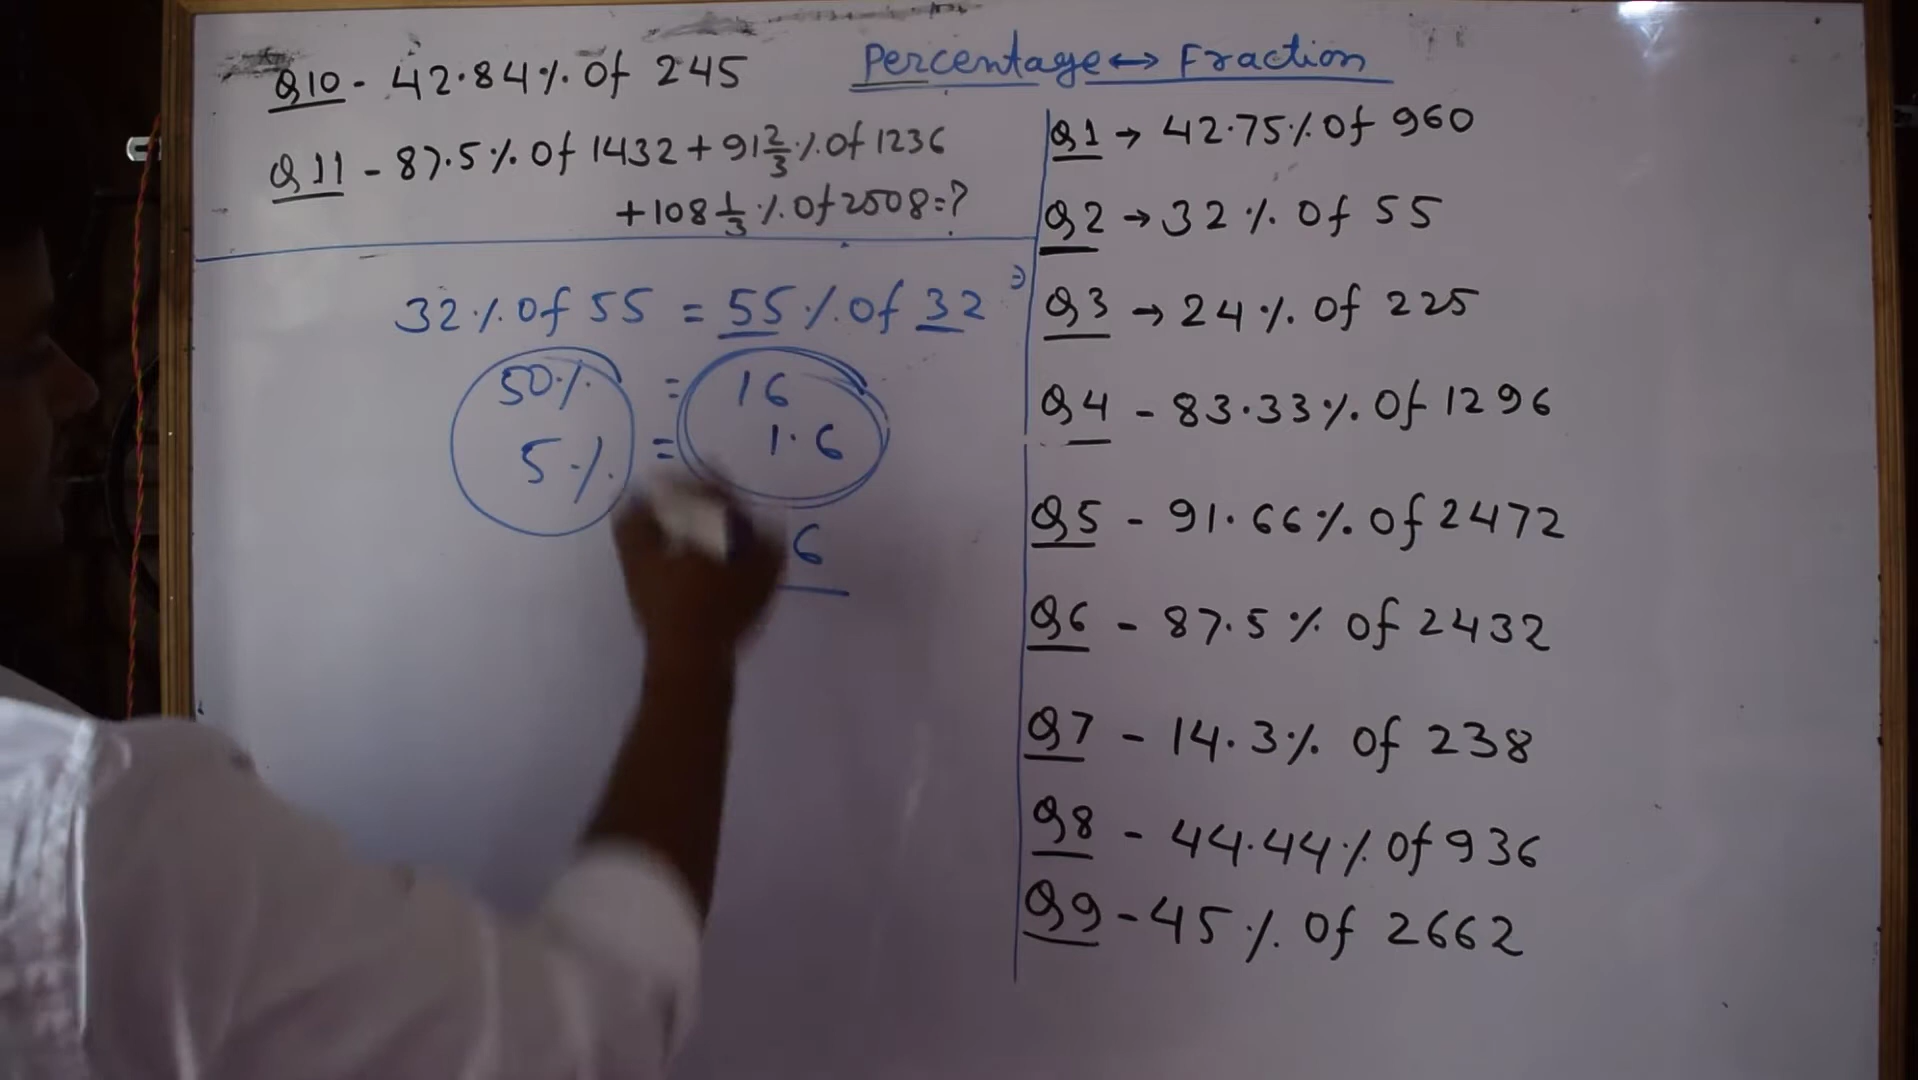 Q10 - 42.84% of 245
Q11 - 87.5% of 1432 + 91 2/3 % of 1236
+ 108 1/3 % of 2508 = ?
32% of 55 = 55% of 32
50% = 16
5% = 1.6
6
Percentage ↔ Fraction
Q1 → 42.75% of 960
Q2 → 32% of 55
Q3 → 24% of 225
Q4 - 83.33% of 1296
Q5 - 91.66% of 2472
Q6 - 87.5% of 2432
Q7 - 14.3% of 238
Q8 - 44.44% of 936
Q9 - 45% of 2662